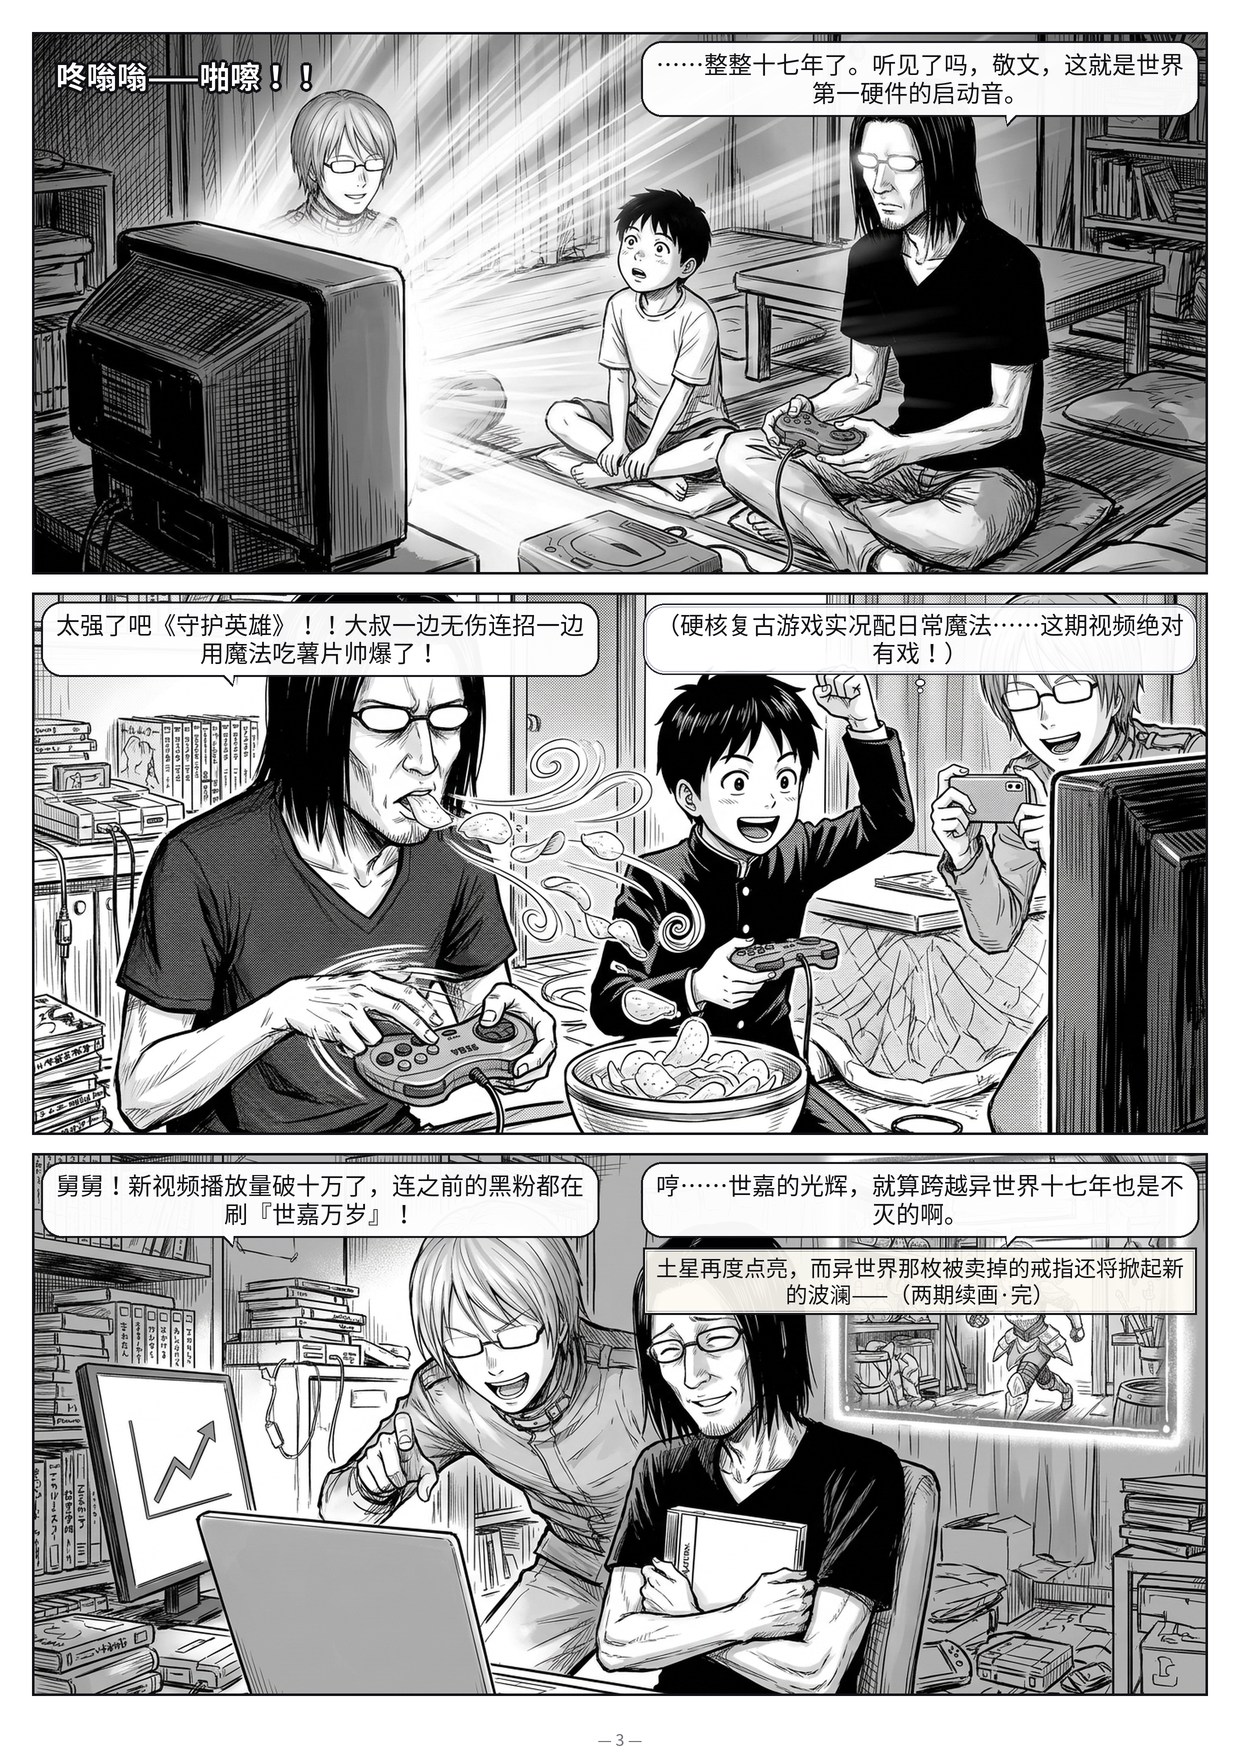 咚嗡嗡——啪嚓！！
……整整十七年了。听见了吗，敬文，这就是世界
第一硬件的启动音。
太强了吧《守护英雄》！！大叔一边无伤连招一边
用魔法吃薯片帅爆了！
（硬核复古游戏实况配日常魔法……这期视频绝对
有戏！）
舅舅！新视频播放量破十万了，连之前的黑粉都在
刷『世嘉万岁』！
哼……世嘉的光辉，就算跨越异世界十七年也是不
灭的啊。
土星再度点亮，而异世界那枚被卖掉的戒指还将掀起新
的波澜——（两期续画·完）
— 3 —